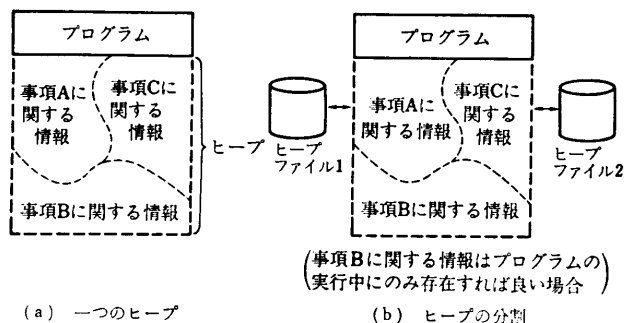 プログラム
事項Aに
関する
情報
事項Cに
関する
情報
事項Bに関する情報
ヒープ
(a) 一つのヒープ
プログラム
事項Aに
関する情報
事項Cに
関する
情報
事項Bに関する情報
ヒープ
ファイル1
ヒープ
ファイル2
(事項Bに関する情報はプログラムの
実行中にのみ存在すれば良い場合)
(b) ヒープの分割